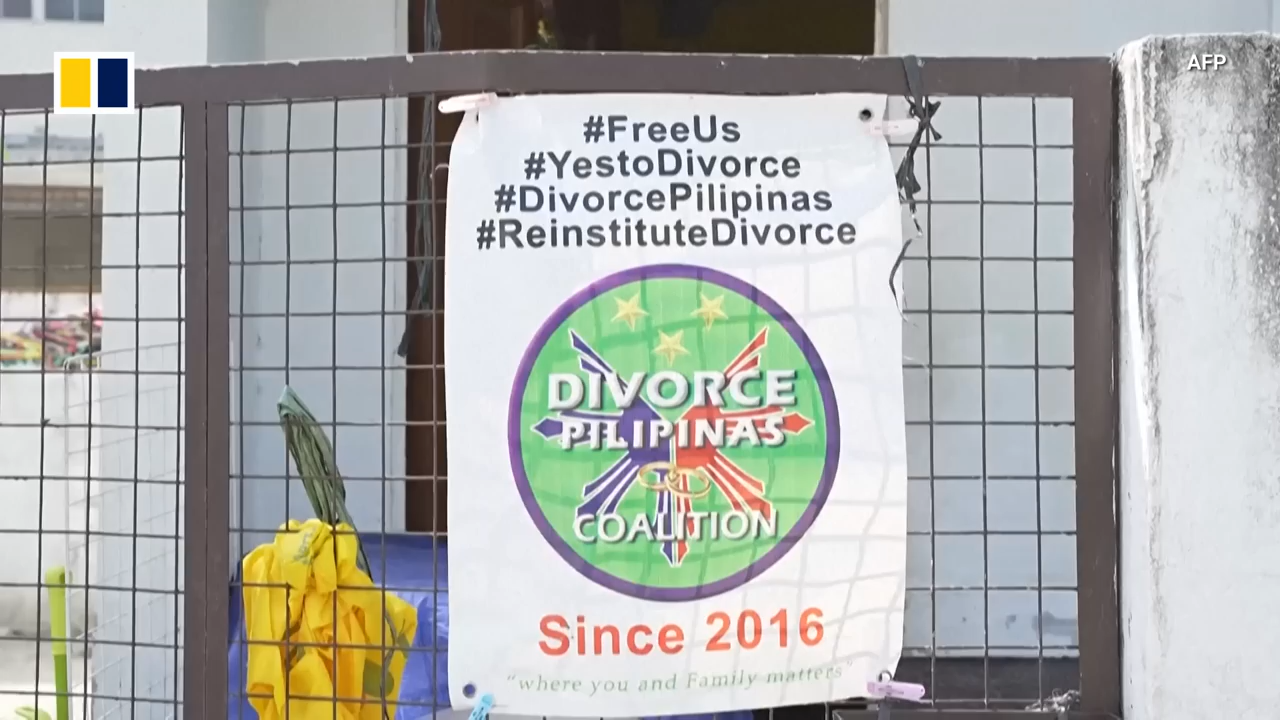 AFP
#FreeUs
#YestoDivorce
#DivorcePilipinas
#ReinstituteDivorce
DIVORCE
PILIPINAS
COALITION
Since 2016
"where you and Family matters"